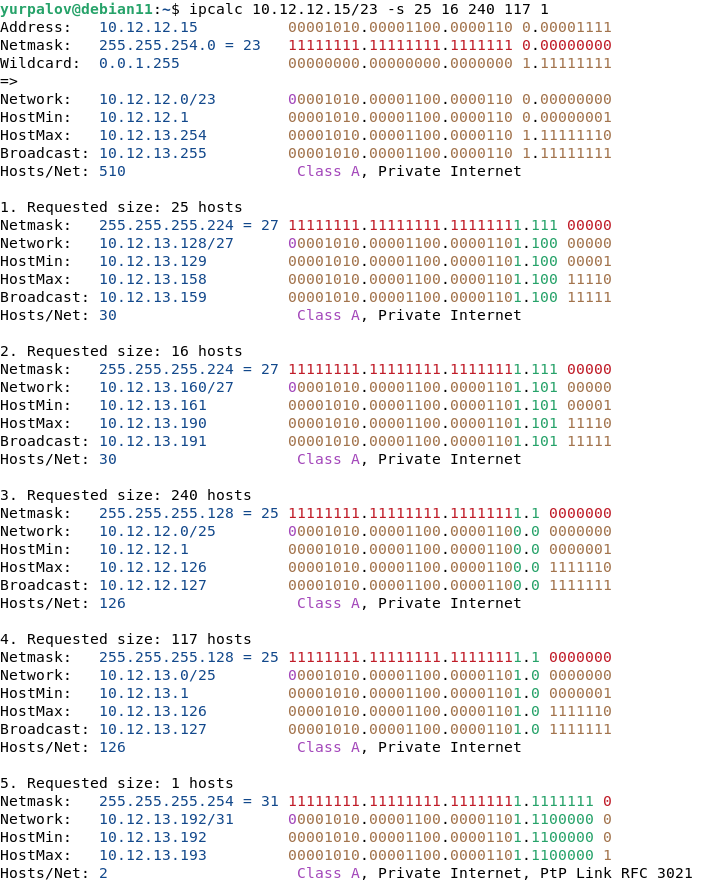 yurpalov@debian11:~$ ipcalc 10.12.12.15/23 -s 25 16 240 117 1
Address:   10.12.12.15          00001010.00001100.0000110 0.00001111
Netmask:   255.255.254.0 = 23   11111111.11111111.1111111 0.00000000
Wildcard:  0.0.1.255            00000000.00000000.0000000 1.11111111
=>
Network:   10.12.12.0/23        00001010.00001100.0000110 0.00000000
HostMin:   10.12.12.1           00001010.00001100.0000110 0.00000001
HostMax:   10.12.13.254         00001010.00001100.0000110 1.11111110
Broadcast: 10.12.13.255         00001010.00001100.0000110 1.11111111
Hosts/Net: 510                   Class A, Private Internet

1. Requested size: 25 hosts
Netmask:   255.255.255.224 = 27 11111111.11111111.11111111.111 00000
Network:   10.12.13.128/27      00001010.00001100.00001101.100 00000
HostMin:   10.12.13.129         00001010.00001100.00001101.100 00001
HostMax:   10.12.13.158         00001010.00001100.00001101.100 11110
Broadcast: 10.12.13.159         00001010.00001100.00001101.100 11111
Hosts/Net: 30                    Class A, Private Internet

2. Requested size: 16 hosts
Netmask:   255.255.255.224 = 27 11111111.11111111.11111111.111 00000
Network:   10.12.13.160/27      00001010.00001100.00001101.101 00000
HostMin:   10.12.13.161         00001010.00001100.00001101.101 00001
HostMax:   10.12.13.190         00001010.00001100.00001101.101 11110
Broadcast: 10.12.13.191         00001010.00001100.00001101.101 11111
Hosts/Net: 30                    Class A, Private Internet

3. Requested size: 240 hosts
Netmask:   255.255.255.128 = 25 11111111.11111111.11111111.1 0000000
Network:   10.12.12.0/25        00001010.00001100.00001100.0 0000000
HostMin:   10.12.12.1           00001010.00001100.00001100.0 0000001
HostMax:   10.12.12.126         00001010.00001100.00001100.0 1111110
Broadcast: 10.12.12.127         00001010.00001100.00001100.0 1111111
Hosts/Net: 126                   Class A, Private Internet

4. Requested size: 117 hosts
Netmask:   255.255.255.128 = 25 11111111.11111111.11111111.1 0000000
Network:   10.12.13.0/25        00001010.00001100.00001101.0 0000000
HostMin:   10.12.13.1           00001010.00001100.00001101.0 0000001
HostMax:   10.12.13.126         00001010.00001100.00001101.0 1111110
Broadcast: 10.12.13.127         00001010.00001100.00001101.0 1111111
Hosts/Net: 126                   Class A, Private Internet

5. Requested size: 1 hosts
Netmask:   255.255.255.254 = 31 11111111.11111111.11111111.1111111 0
Network:   10.12.13.192/31      00001010.00001100.00001101.1100000 0
HostMin:   10.12.13.192         00001010.00001100.00001101.1100000 0
HostMax:   10.12.13.193         00001010.00001100.00001101.1100000 1
Hosts/Net: 2                     Class A, Private Internet, PtP Link RFC 3021